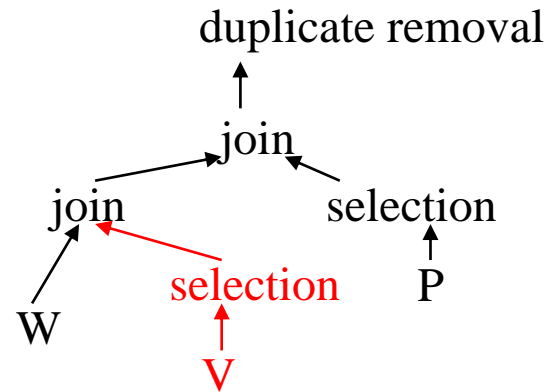 duplicate removal
join
join
selection
selection
P
W
V